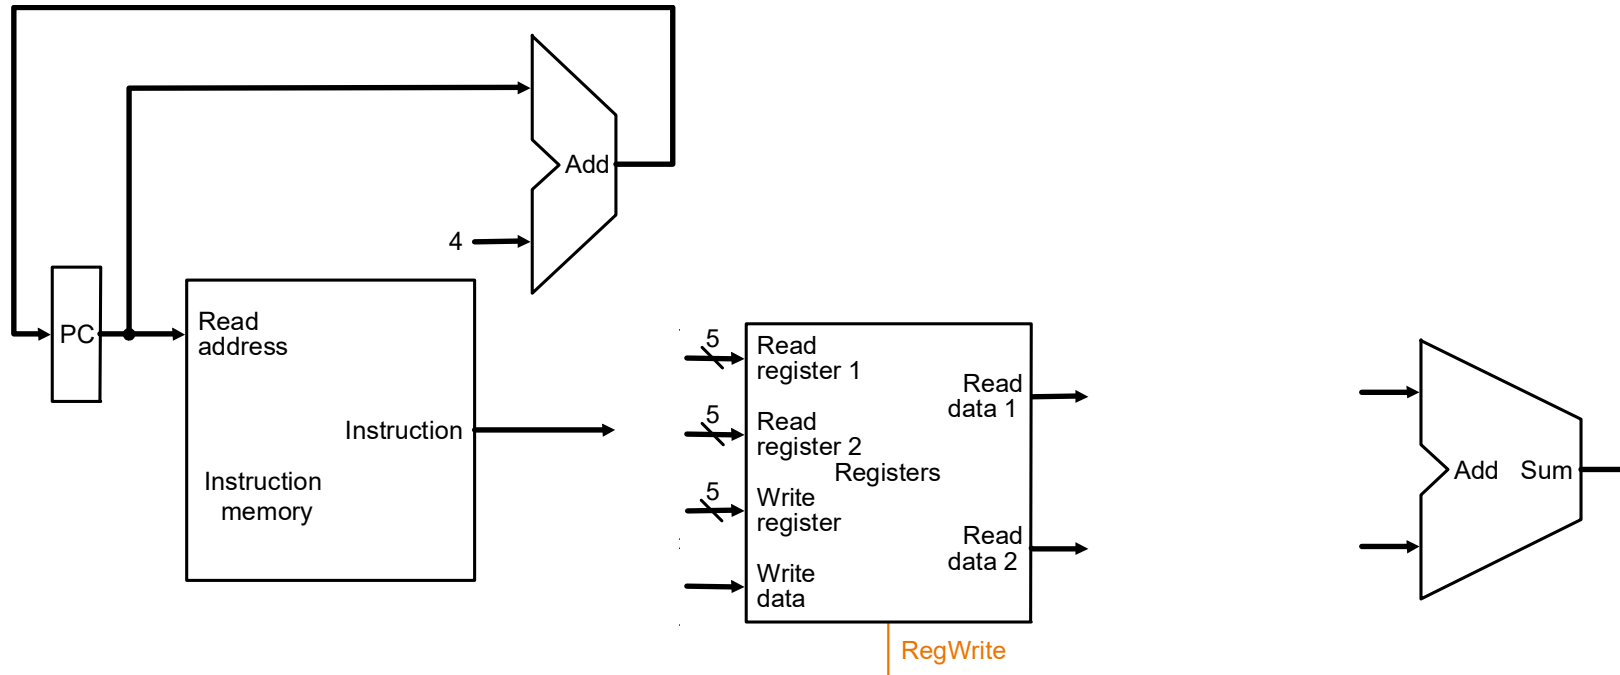 Add
4
PC
Read
address
Instruction
Instruction
memory
5
Read
register 1
5
Read
register 2
Registers
5
Write
register
Write
data
Read
data 1
Read
data 2
RegWrite
Add Sum